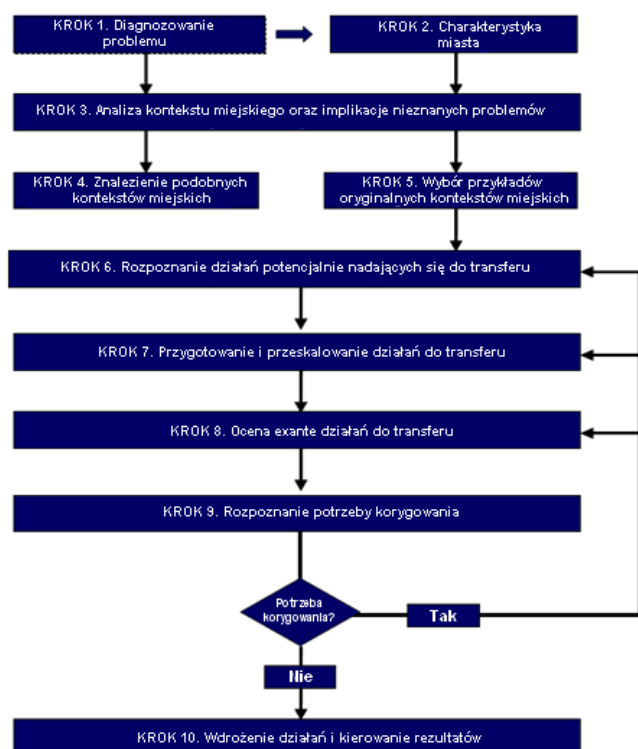 KROK 1. Diagnozowanie
problemu
KROK 2. Charakterystyka
miasta
KROK 3. Analiza kontekstu miejskiego oraz implikacje nieznanych problemów
KROK 4. Znalezienie podobnych
kontekstów miejskich
KROK 5. Wybór przykładów
oryginalnych kontekstów miejskich
KROK 6. Rozpoznanie działań potencjalnie nadających się do transferu
KROK 7. Przygotowanie i przeskalowanie działań do transferu
KROK 8. Ocena exante działań do transferu
KROK 9. Rozpoznanie potrzeby korygowania
Potrzeba
korygowania?
Tak
Nie
KROK 10. Wdrożenie działań i kierowanie rezultatów